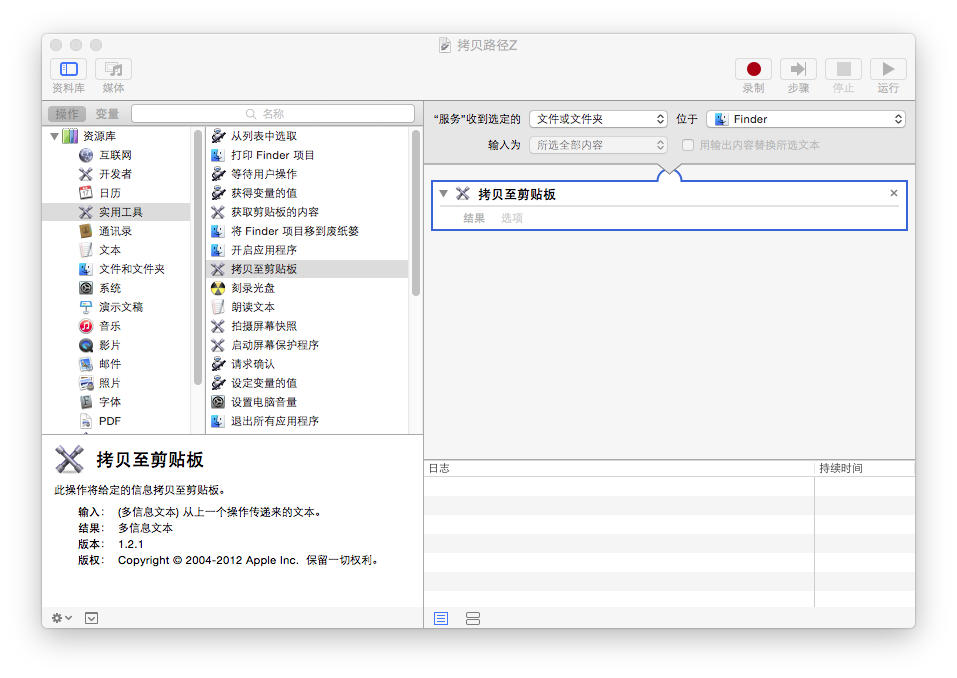 拷贝路径Z
资料库
媒体
录制
步骤
停止
运行
操作
变量
名称
资源库
互联网
开发者
日历
实用工具
通讯录
文本
文件和文件夹
系统
演示文稿
音乐
影片
邮件
照片
字体
PDF
从列表中选取
打印 Finder 项目
等待用户操作
获得变量的值
获取剪贴板的内容
将 Finder 项目移到废纸篓
开启应用程序
拷贝至剪贴板
刻录光盘
朗读文本
拍摄屏幕快照
启动屏幕保护程序
请求确认
设定变量的值
设置电脑音量
退出所有应用程序
“服务”收到选定的 文件或文件夹 位于 Finder
输入为 所选全部内容 用输出内容替换所选文本
拷贝至剪贴板
结果 选项
拷贝至剪贴板
此操作将给定的信息拷贝至剪贴板。
输入： (多信息文本) 从上一个操作传递来的文本。
结果： 多信息文本
版本： 1.2.1
版权： Copyright © 2004-2012 Apple Inc. 保留一切权利。
日志 持续时间